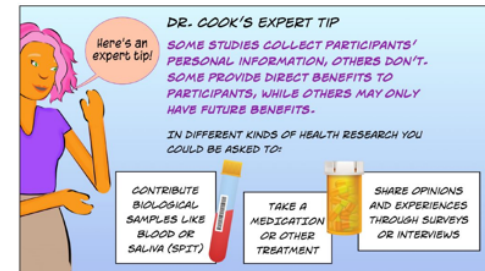 DR. COOK'S EXPERT TIP
Here's an
expert tip!
SOME STUDIES COLLECT PARTICIPANTS'
PERSONAL INFORMATION, OTHERS DON'T.
SOME PROVIDE DIRECT BENEFITS TO
PARTICIPANTS, WHILE OTHERS MAY ONLY
HAVE FUTURE BENEFITS.
IN DIFFERENT KINDS OF HEALTH RESEARCH YOU
COULD BE ASKED TO:
CONTRIBUTE
BIOLOGICAL
SAMPLES LIKE
BLOOD OR
SALIVA (SPIT)
TAKE A
MEDICATION
OR OTHER
TREATMENT
SHARE OPINIONS
AND EXPERIENCES
THROUGH SURVEYS
OR INTERVIEWS